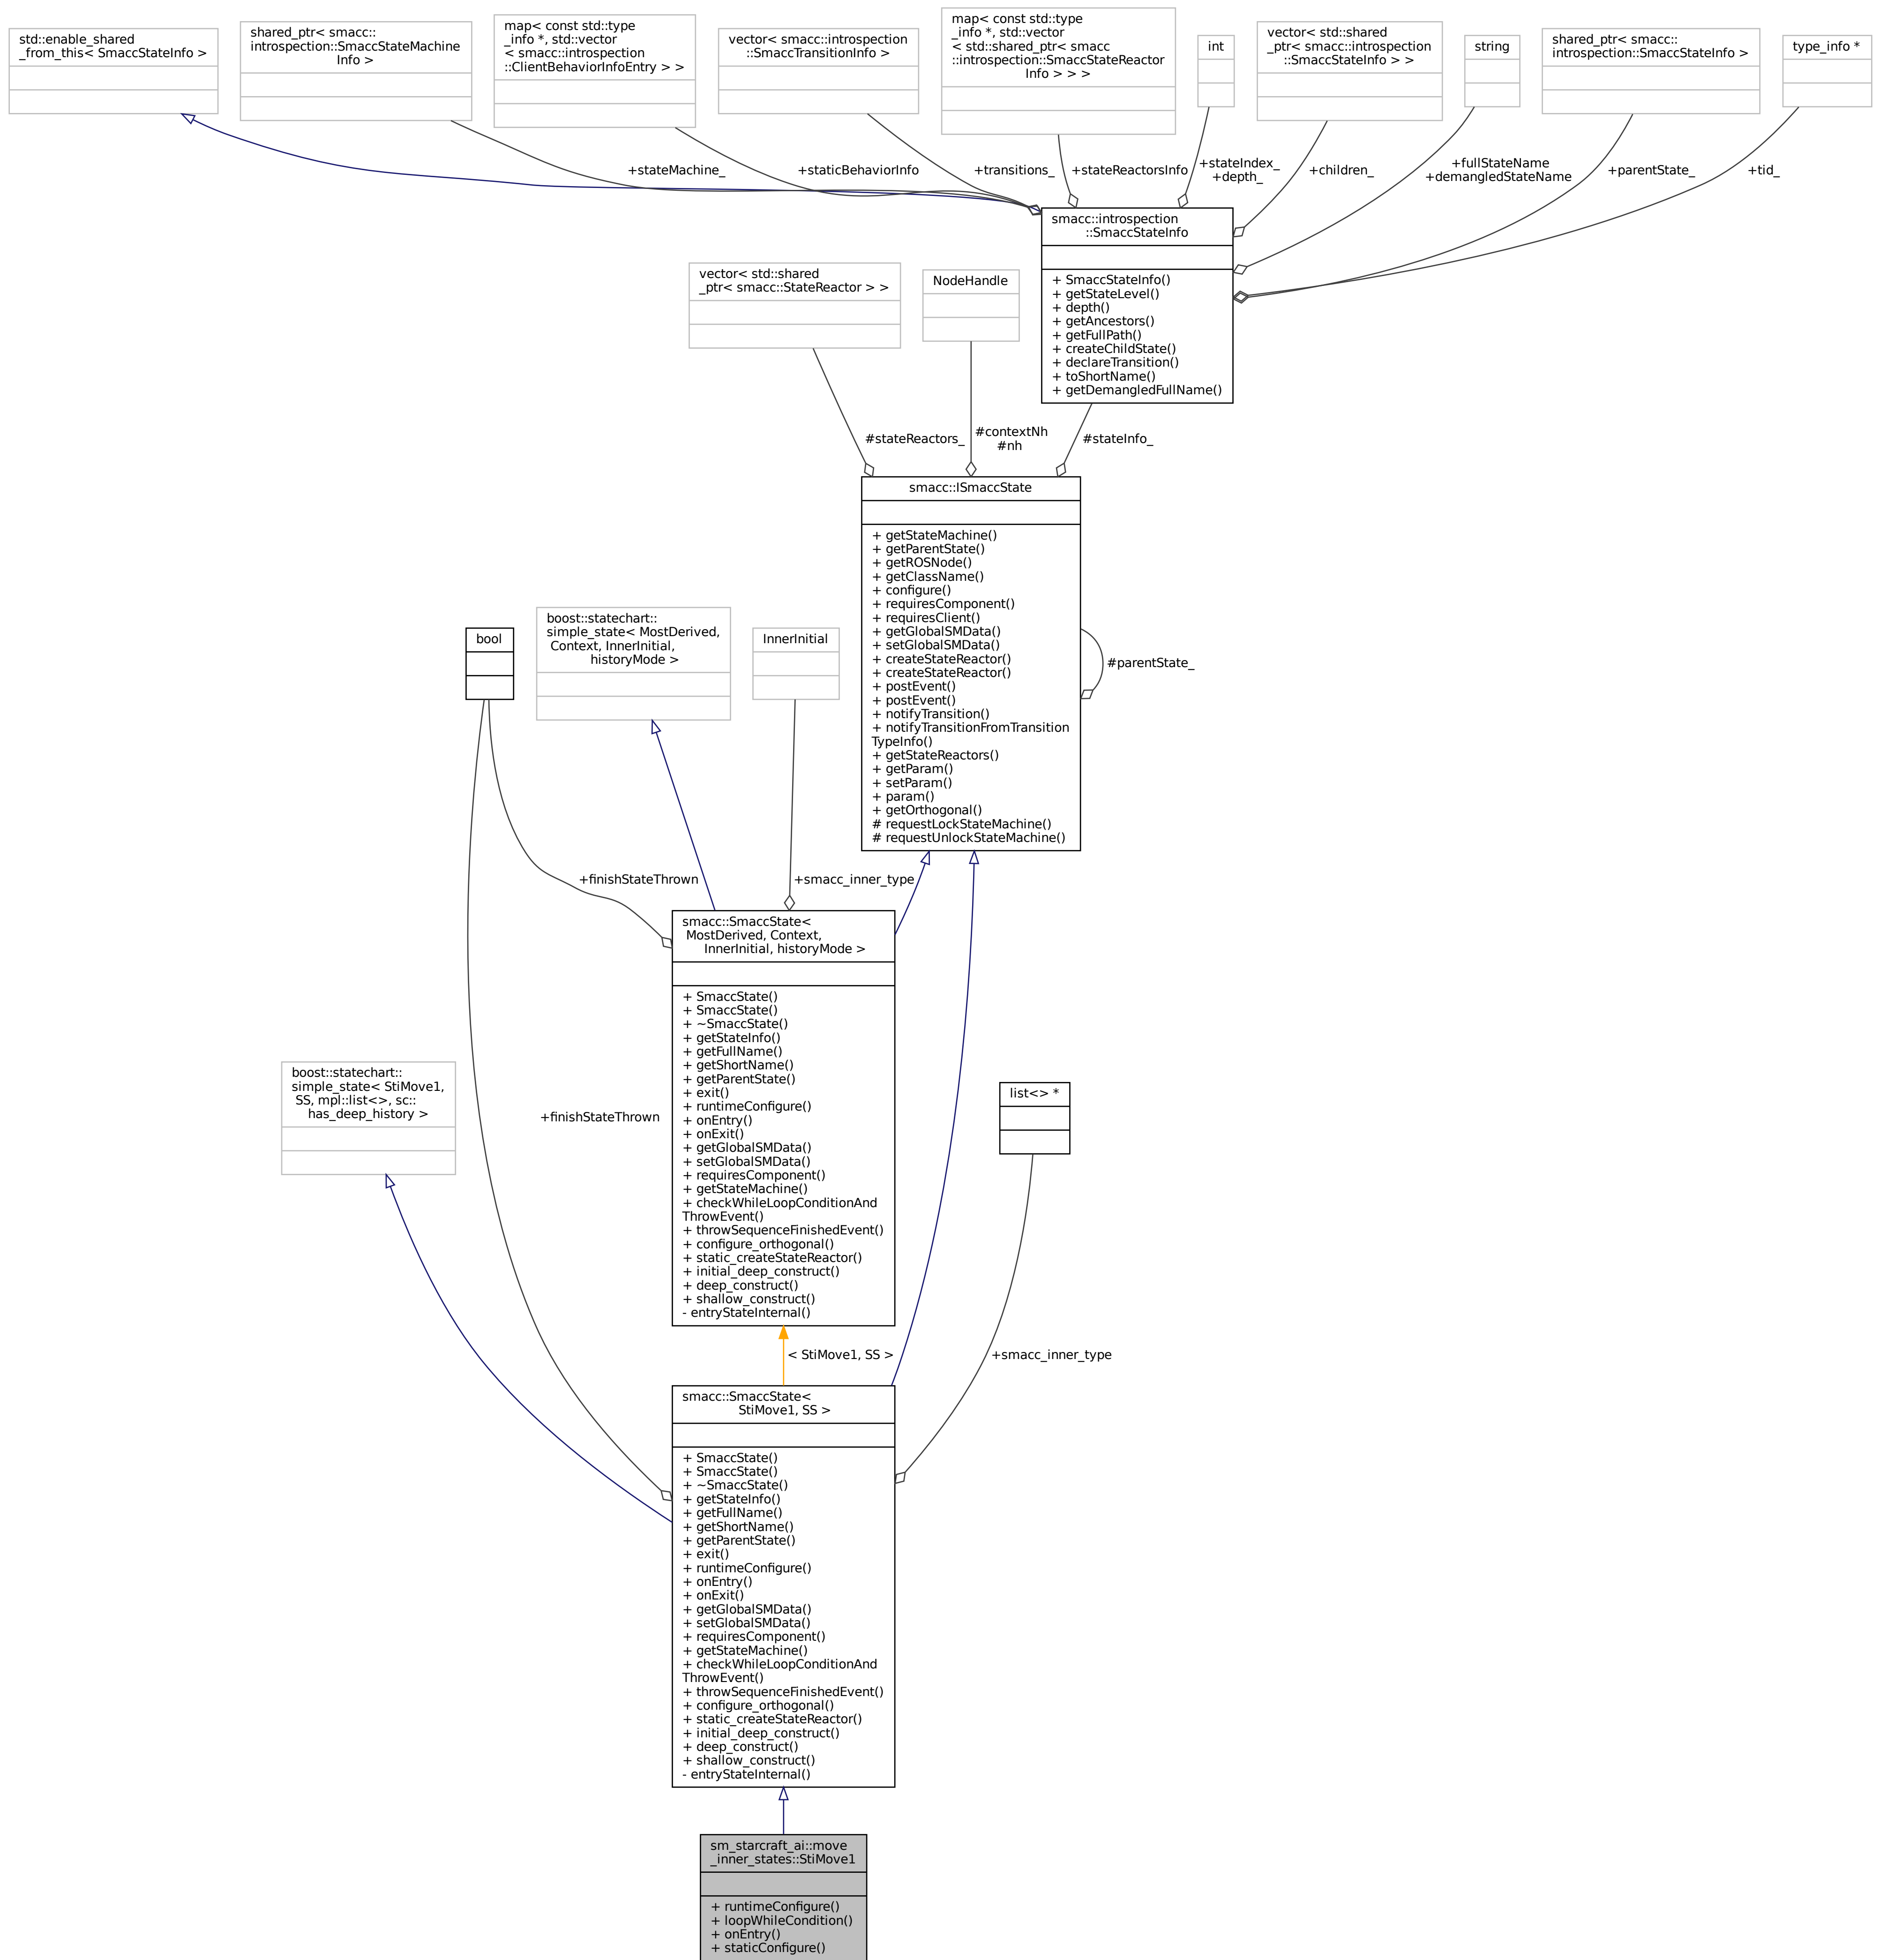 std::enable_shared
_from_this< SmaccStateInfo >
shared_ptr< smacc::
introspection::SmaccStateMachine
Info >
map< const std::type
_info *, std::vector
< smacc::introspection
::ClientBehaviorInfoEntry > >
vector< smacc::introspection
::SmaccTransitionInfo >
map< const std::type
_info *, std::vector
< std::shared_ptr< smacc
::introspection::SmaccStateReactor
Info > > >
int
vector< std::shared
_ptr< smacc::introspection
::SmaccStateInfo > >
string
shared_ptr< smacc::
introspection::SmaccStateInfo >
type_info *
+stateMachine_
+staticBehaviorInfo
+transitions_
+stateReactorsInfo
+stateIndex_
+depth_
+children_
+fullStateName
+demangledStateName
+parentState_
+tid_
smacc::introspection
::SmaccStateInfo
+ SmaccStateInfo()
+ getStateLevel()
+ depth()
+ getAncestors()
+ getFullPath()
+ createChildState()
+ declareTransition()
+ toShortName()
+ getDemangledFullName()
vector< std::shared
_ptr< smacc::StateReactor > >
NodeHandle
#stateReactors_
#contextNh
#nh
#stateInfo_
smacc::ISmaccState
+ getStateMachine()
+ getParentState()
+ getROSNode()
+ getClassName()
+ configure()
+ requiresComponent()
+ requiresClient()
+ getGlobalSMData()
+ setGlobalSMData()
+ createStateReactor()
+ createStateReactor()
+ postEvent()
+ postEvent()
+ notifyTransition()
+ notifyTransitionFromTransition
TypeInfo()
+ getStateReactors()
+ getParam()
+ setParam()
+ param()
+ getOrthogonal()
# requestLockStateMachine()
# requestUnlockStateMachine()
#parentState_
bool
boost::statechart::
simple_state< MostDerived,
Context, InnerInitial,
historyMode >
InnerInitial
+finishStateThrown
+smacc_inner_type
smacc::SmaccState<
MostDerived, Context,
InnerInitial, historyMode >
+ SmaccState()
+ SmaccState()
+ ~SmaccState()
+ getStateInfo()
+ getFullName()
+ getShortName()
+ getParentState()
+ exit()
+ runtimeConfigure()
+ onEntry()
+ onExit()
+ getGlobalSMData()
+ setGlobalSMData()
+ requiresComponent()
+ getStateMachine()
+ checkWhileLoopConditionAnd
ThrowEvent()
+ throwSequenceFinishedEvent()
+ configure_orthogonal()
+ static_createStateReactor()
+ initial_deep_construct()
+ deep_construct()
+ shallow_construct()
- entryStateInternal()
boost::statechart::
simple_state< StiMove1,
SS, mpl::list<>, sc::
has_deep_history >
+finishStateThrown
list<> *
< StiMove1, SS >
+smacc_inner_type
smacc::SmaccState<
StiMove1, SS >
+ SmaccState()
+ SmaccState()
+ ~SmaccState()
+ getStateInfo()
+ getFullName()
+ getShortName()
+ getParentState()
+ exit()
+ runtimeConfigure()
+ onEntry()
+ onExit()
+ getGlobalSMData()
+ setGlobalSMData()
+ requiresComponent()
+ getStateMachine()
+ checkWhileLoopConditionAnd
ThrowEvent()
+ throwSequenceFinishedEvent()
+ configure_orthogonal()
+ static_createStateReactor()
+ initial_deep_construct()
+ deep_construct()
+ shallow_construct()
- entryStateInternal()
sm_starcraft_ai::move
_inner_states::StiMove1
+ runtimeConfigure()
+ loopWhileCondition()
+ onEntry()
+ staticConfigure()